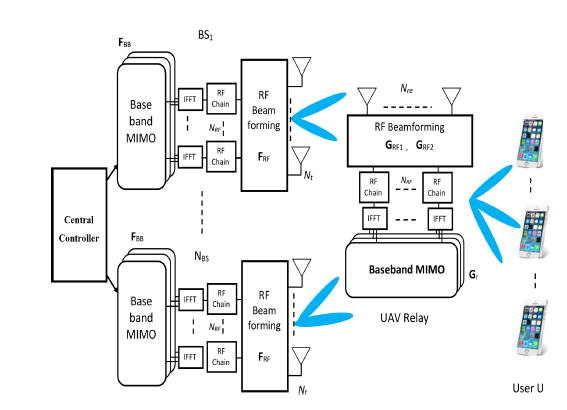 F_BB
BS_1
Base
band
MIMO
IFFT
RF
Chain
N_RF
IFFT
RF
Chain
RF
Beam
forming
F_RF
N_t
N_re
RF Beamforming
G_RF1 , G_RF2
RF
Chain
N_RF
RF
Chain
IFFT
IFFT
Baseband MIMO
G_r
UAV Relay
Central
Controller
F_BB
N_BS
Base
band
MIMO
IFFT
RF
Chain
N_RF
IFFT
RF
Chain
RF
Beam
forming
F_RF
N_t
User U